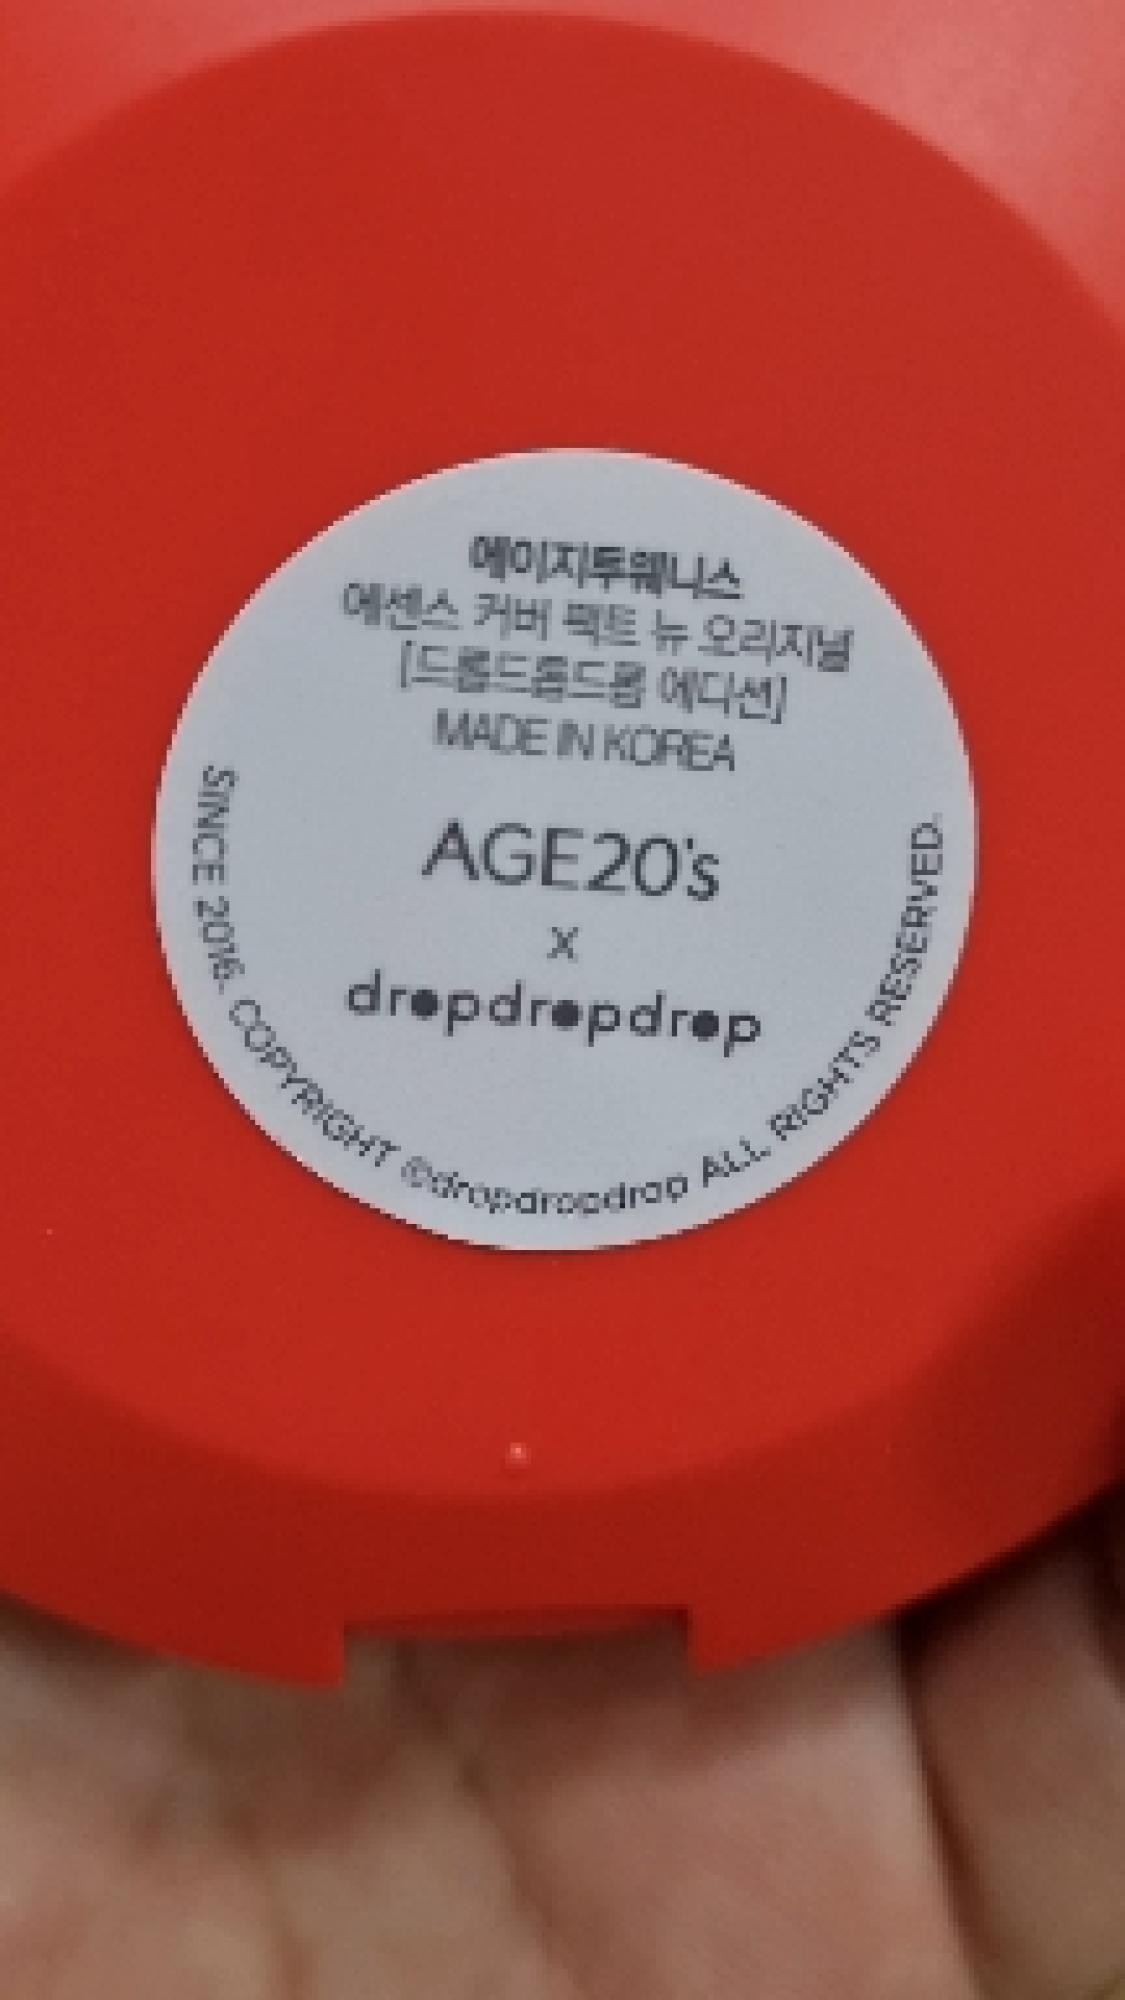 에이지투웨니스
에센스 커버 팩트 뉴 오리지널
[드롭드롭드롭 에디션]
MADE IN KOREA
AGE20's
x
dropdropdrop
SINCE 2016. COPYRIGHT ©dropdropdrop ALL RIGHTS RESERVED.